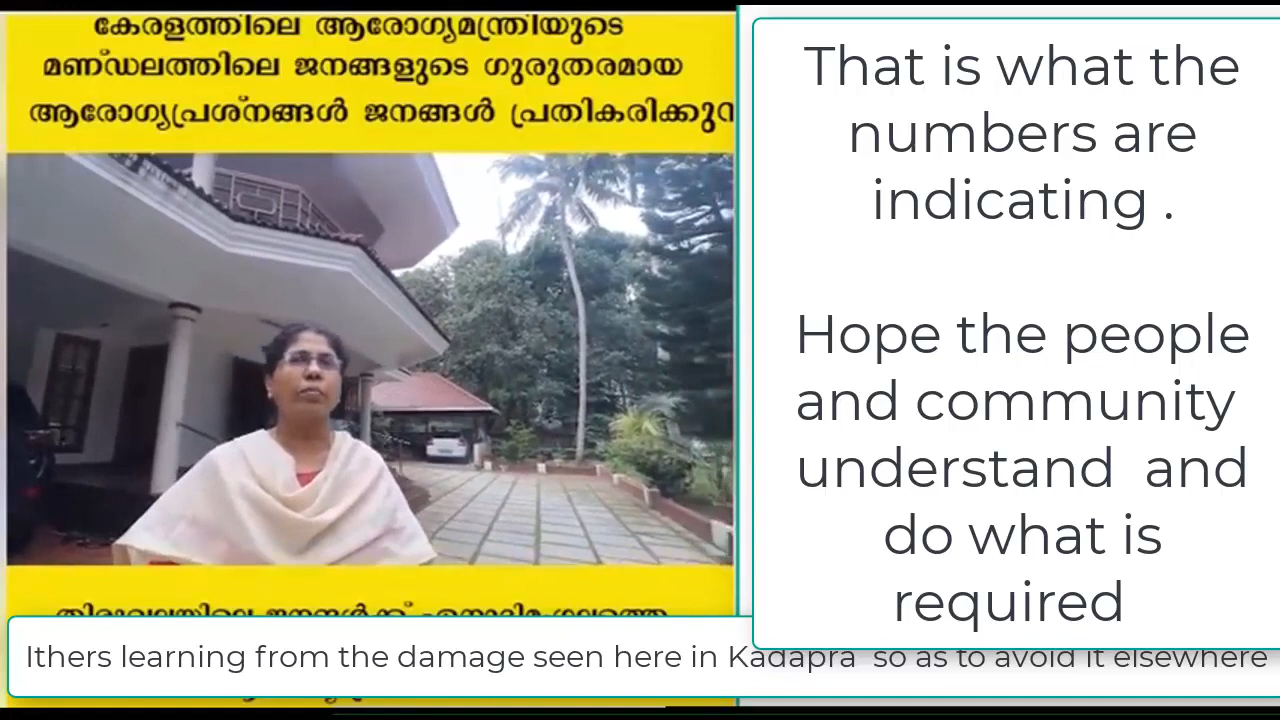 കേരളത്തിലെ ആരോഗ്യമന്ത്രിയുടെ
മണ്ഡലത്തിലെ ജനങ്ങളുടെ ഗുരുതരമായ
ആരോഗ്യപ്രശ്നങ്ങൾ ജനങ്ങൾ
That is what the
numbers are
indicating .
Hope the people
and community
understand and
do what is
required
Ithers learning from the damage seen here in Kadapra so as to avoid it elsewhere